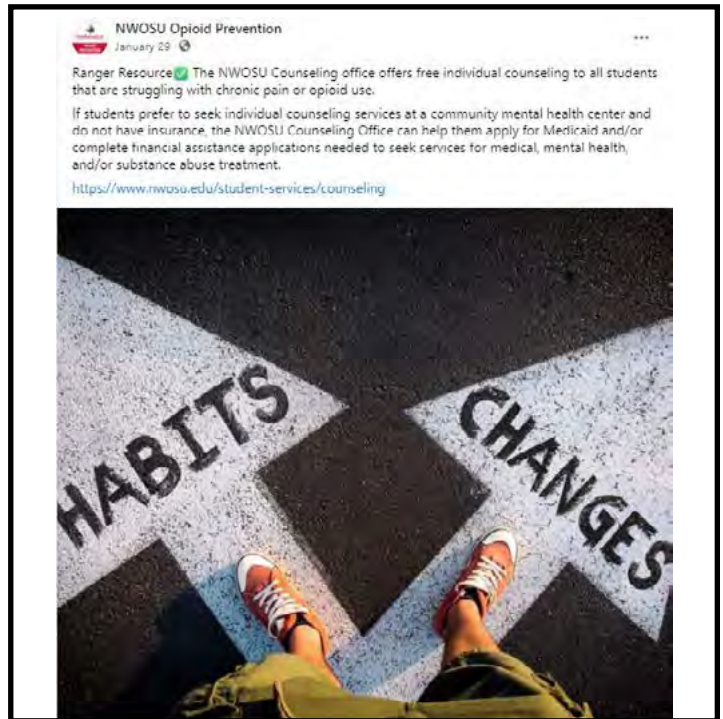 NWOSU Opioid Prevention
January 29
Ranger Resource✅ The NWOSU Counseling office offers free individual counseling to all students
that are struggling with chronic pain or opioid use.
If students prefer to seek individual counseling services at a community mental health center and
do not have insurance, the NWOSU Counseling Office can help them apply for Medicaid and/or
complete financial assistance applications needed to seek services for medical, mental health,
and/or substance abuse treatment.
https://www.nwosu.edu/student-services/counseling
HABITS
CHANGES